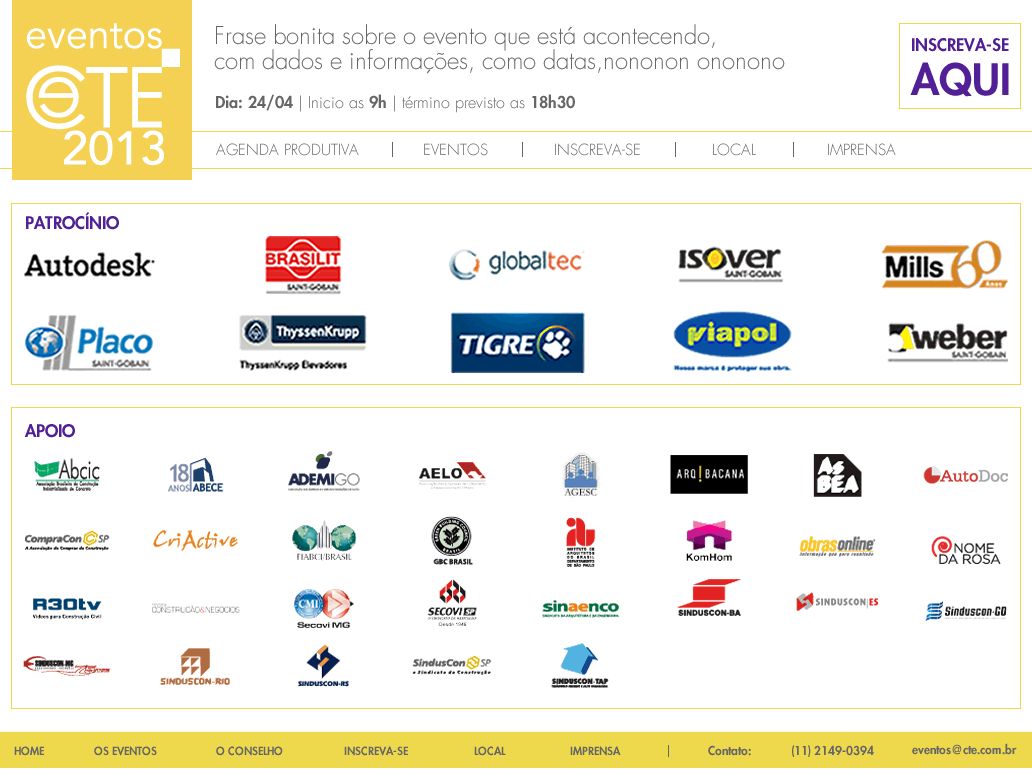 eventos
CTE
2013
Frase bonita sobre o evento que está acontecendo,
com dados e informações, como datas,nononon ononono
Dia: 24/04 | Inicio as 9h | término previsto as 18h30
INSCREVA-SE
AQUI
AGENDA PRODUTIVA | EVENTOS | INSCREVA-SE | LOCAL | IMPRENSA
PATROCÍNIO
Autodesk
BRASILIT
SAINT-GOBAIN
globaltec
ISOVER
SAINT-GOBAIN
Mills 60
Anos
Placo
SAINT-GOBAIN
ThyssenKrupp
ThyssenKrupp Elevadores
TIGRE
viapol
Nossa marca é proteger sua obra.
weber
SAINT-GOBAIN
APOIO
Abcic
Associação Brasileira da Construção
Industrializada de Concreto
18
ANOS ABECE
ADEMIGO
AELO
AGESC
ARQ!BACANA
AsBEA
AutoDoc
CompraCon SP
A Associação de Compras da Construção
CriActive
FIABCI/BRASIL
GBC BRASIL
INSTITUTO DE
ARQUITETOS
DO BRASIL
DEPARTAMENTO
DE SÃO PAULO
KomHom
obrasonline
informação que gera resultado
NOME
DA ROSA
A30tv
Vídeos para Construção Civil
CONSTRUÇÃO&NEGÓCIOS
CMI
Secovi MG
SECOVI SP
Desde 1946
sinaenco
SINDUSCON-BA
SINDUSCON|ES
Sinduscon-GO
SINDUSCON-MG
SINDUSCON-RIO
SINDUSCON-RS
SindusCon SP
o Sindicato da Construção
SINDUSCON-TAP
HOME OS EVENTOS O CONSELHO INSCREVA-SE LOCAL IMPRENSA | Contato: (11) 2149-0394 eventos@cte.com.br